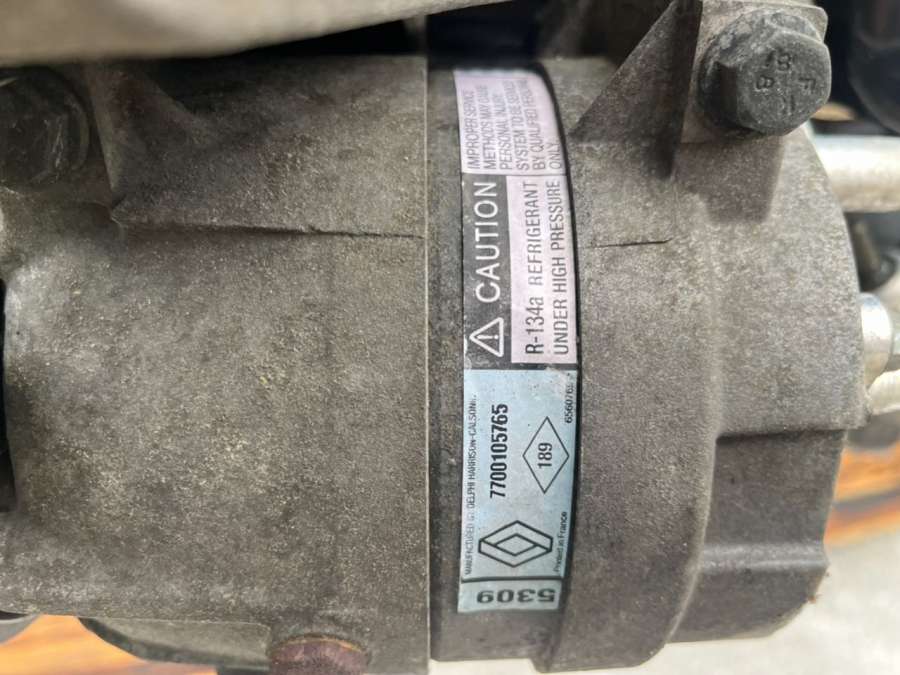 IMPROPER SERVICE
METHODS MAY CAUSE
PERSONAL INJURY
SYSTEM TO BE SERVICED
BY QUALIFIED PERSONNEL
ONLY.
CAUTION
R-134a REFRIGERANT
UNDER HIGH PRESSURE
MANUFACTURED BY DELPHI HARRISON-CALSONIC
7700105765
189
Printed in France
5309